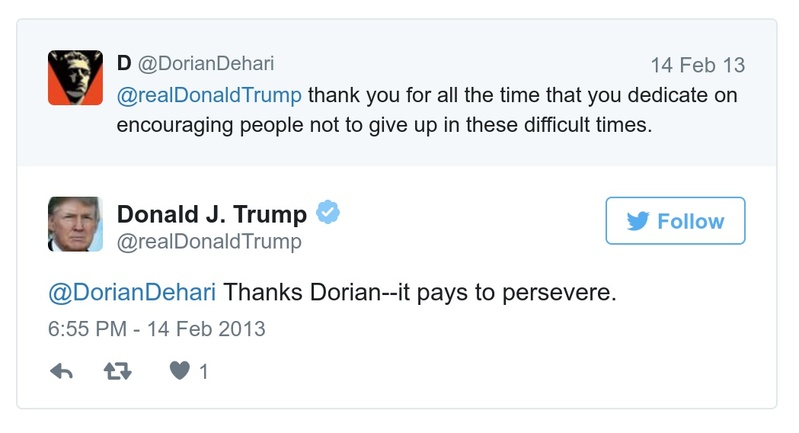 D @DorianDehari 14 Feb 13
@realDonaldTrump thank you for all the time that you dedicate on
encouraging people not to give up in these difficult times.
Donald J. Trump
@realDonaldTrump
Follow
@DorianDehari Thanks Dorian--it pays to persevere.
6:55 PM - 14 Feb 2013
1